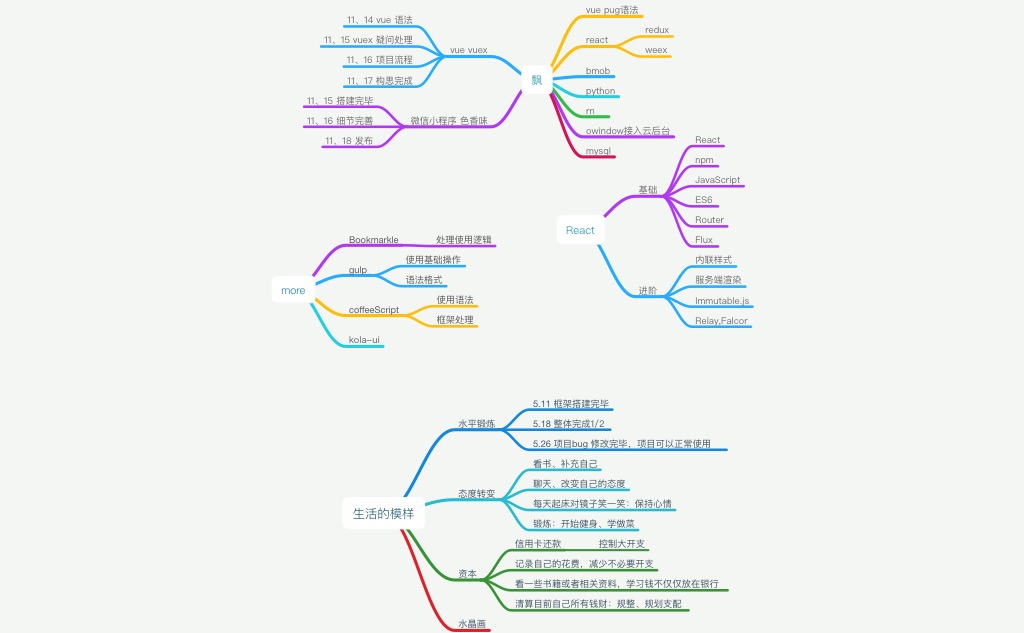 飘
vue vuex
11、14 vue 语法
11、15 vuex 疑问处理
11、16 项目流程
11、17 构思完成
微信小程序 色香味
11、15 搭建完毕
11、16 细节完善
11、18 发布
vue pug语法
react
redux
weex
bmob
python
rn
owindow接入云后台
mysql
React
基础
React
npm
JavaScript
ES6
Router
Flux
进阶
内联样式
服务端渲染
Immutable.js
Relay,Falcor
more
Bookmarkle
处理使用逻辑
gulp
使用基础操作
语法格式
coffeeScript
使用语法
框架处理
kola-ui
生活的模样
水平锻炼
5.11 框架搭建完毕
5.18 整体完成1/2
5.26 项目bug 修改完毕，项目可以正常使用
态度转变
看书、补充自己
聊天、改变自己的态度
每天起床对镜子笑一笑：保持心情
锻炼：开始健身、学做菜
资本
信用卡还款
控制大开支
记录自己的花费，减少不必要开支
看一些书籍或者相关资料，学习钱不仅仅放在银行
清算目前自己所有钱财：规整、规划支配
水晶画